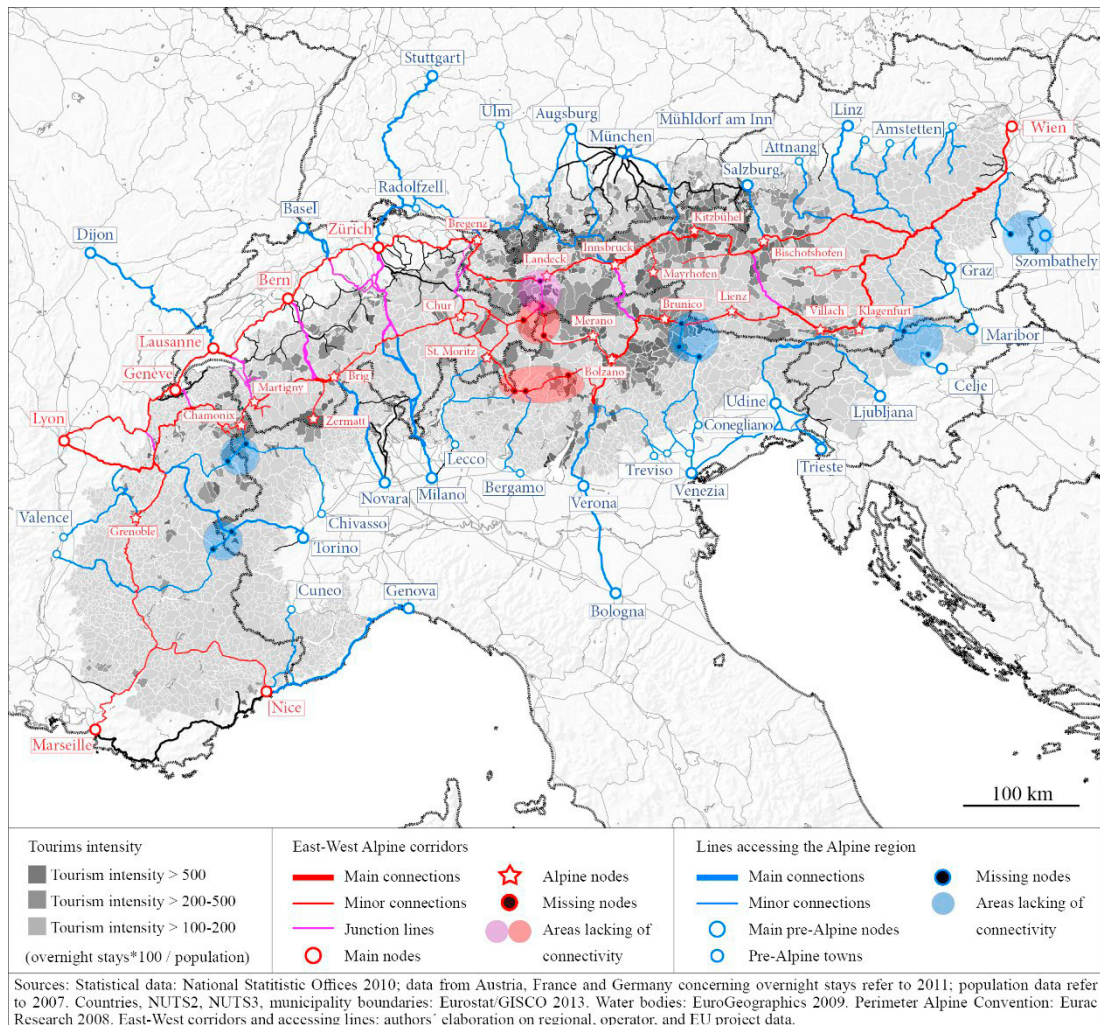 Stuttgart
Ulm
Augsburg
München
Mühldorf am Inn
Linz
Amstetten
Wien
Attnang
Salzburg
Radolfzell
Basel
Zürich
Bregenz
Kitzbühel
Dijon
Landeck
Innsbruck
Bischofshofen
Szombathely
Mayrhofen
Graz
Bern
Chur
Brunico
Lienz
Villach
Klagenfurt
Merano
Maribor
Lausanne
St. Moritz
Genève
Martigny
Brig
Bolzano
Celje
Lyon
Chamonix
Zermatt
Udine
Ljubljana
Conegliano
Lecco
Treviso
Trieste
Bergamo
Venezia
Novara
Milano
Verona
Valence
Grenoble
Chivasso
Torino
Cuneo
Genova
Bologna
Nice
Marseille
100 km
Tourims intensity
Tourism intensity > 500
Tourism intensity > 200-500
Tourism intensity > 100-200
(overnight stays*100 / population)
East-West Alpine corridors
Main connections
Minor connections
Junction lines
Main nodes
Alpine nodes
Missing nodes
Areas lacking of
connectivity
Lines accessing the Alpine region
Main connections
Minor connections
Main pre-Alpine nodes
Pre-Alpine towns
Missing nodes
Areas lacking of
connectivity
Sources: Statistical data: National Statitistic Offices 2010; data from Austria, France and Germany concerning overnight stays refer to 2011; population data refer
to 2007. Countries, NUTS2, NUTS3, municipality boundaries: Eurostat/GISCO 2013. Water bodies: EuroGeographics 2009. Perimeter Alpine Convention: Eurac
Research 2008. East-West corridors and accessing lines: authors´ elaboration on regional, operator, and EU project data.